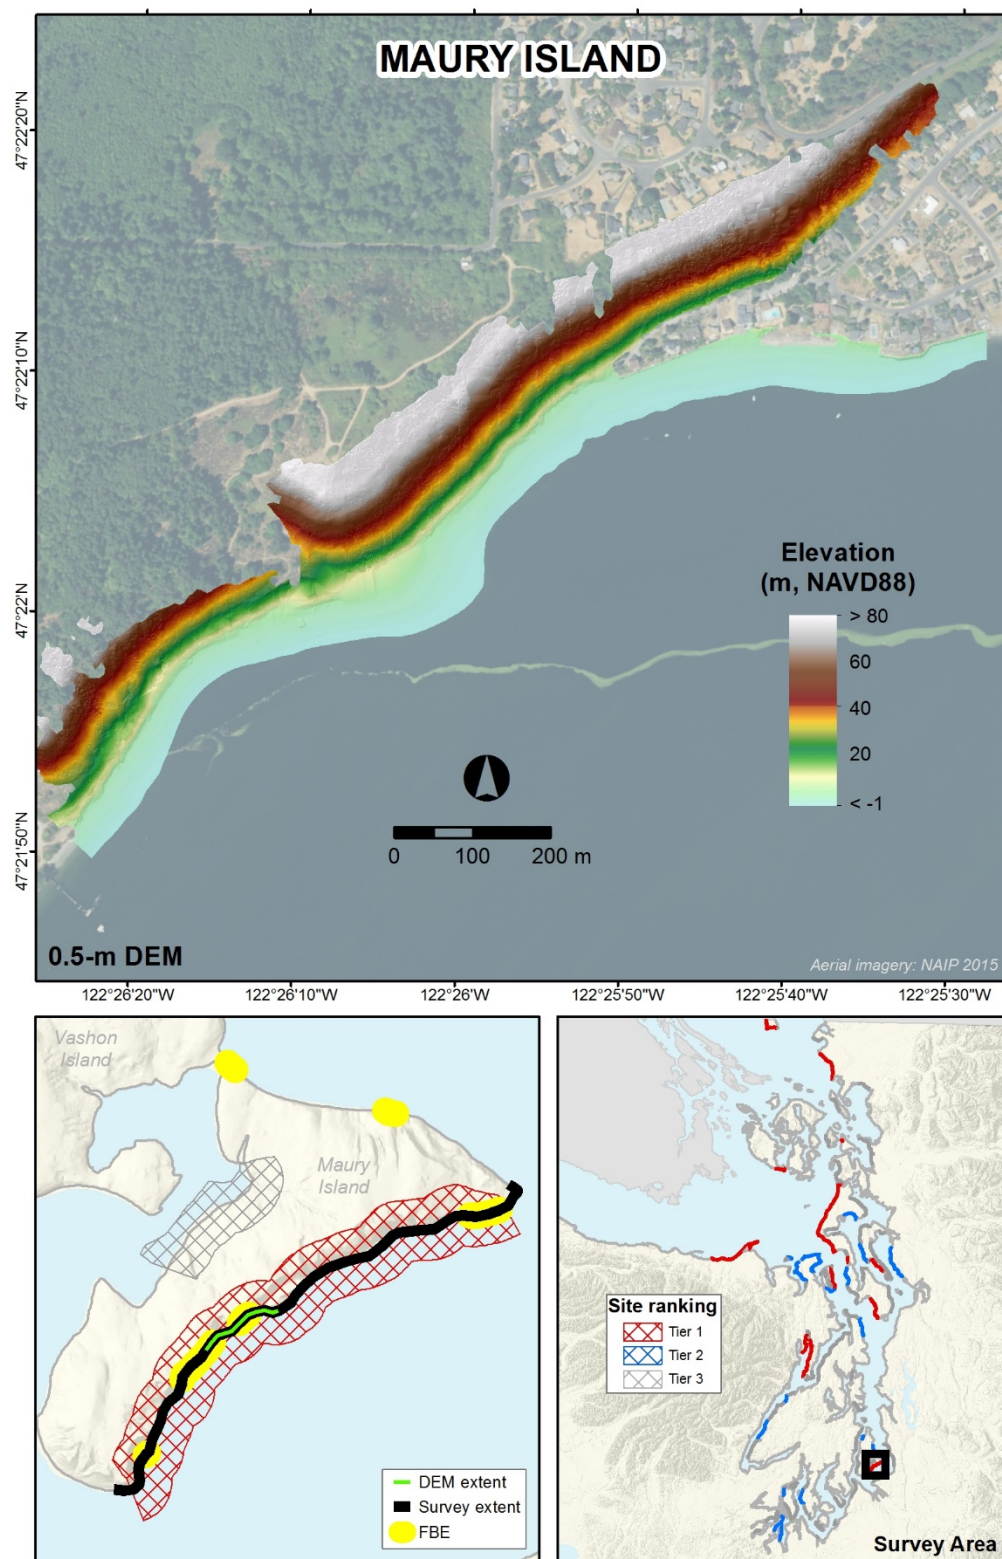 MAURY ISLAND
47°22'20"N
47°22'10"N
47°22'N
47°21'50"N
Elevation
(m, NAVD88)
> 80
60
40
20
< -1
0 100 200 m
0.5-m DEM
Aerial imagery: NAIP 2015
122°26'20"W 122°26'10"W 122°26'W 122°25'50"W 122°25'40"W 122°25'30"W
Vashon
Island
Maury
Island
DEM extent
Survey extent
FBE
Site ranking
Tier 1
Tier 2
Tier 3
Survey Area